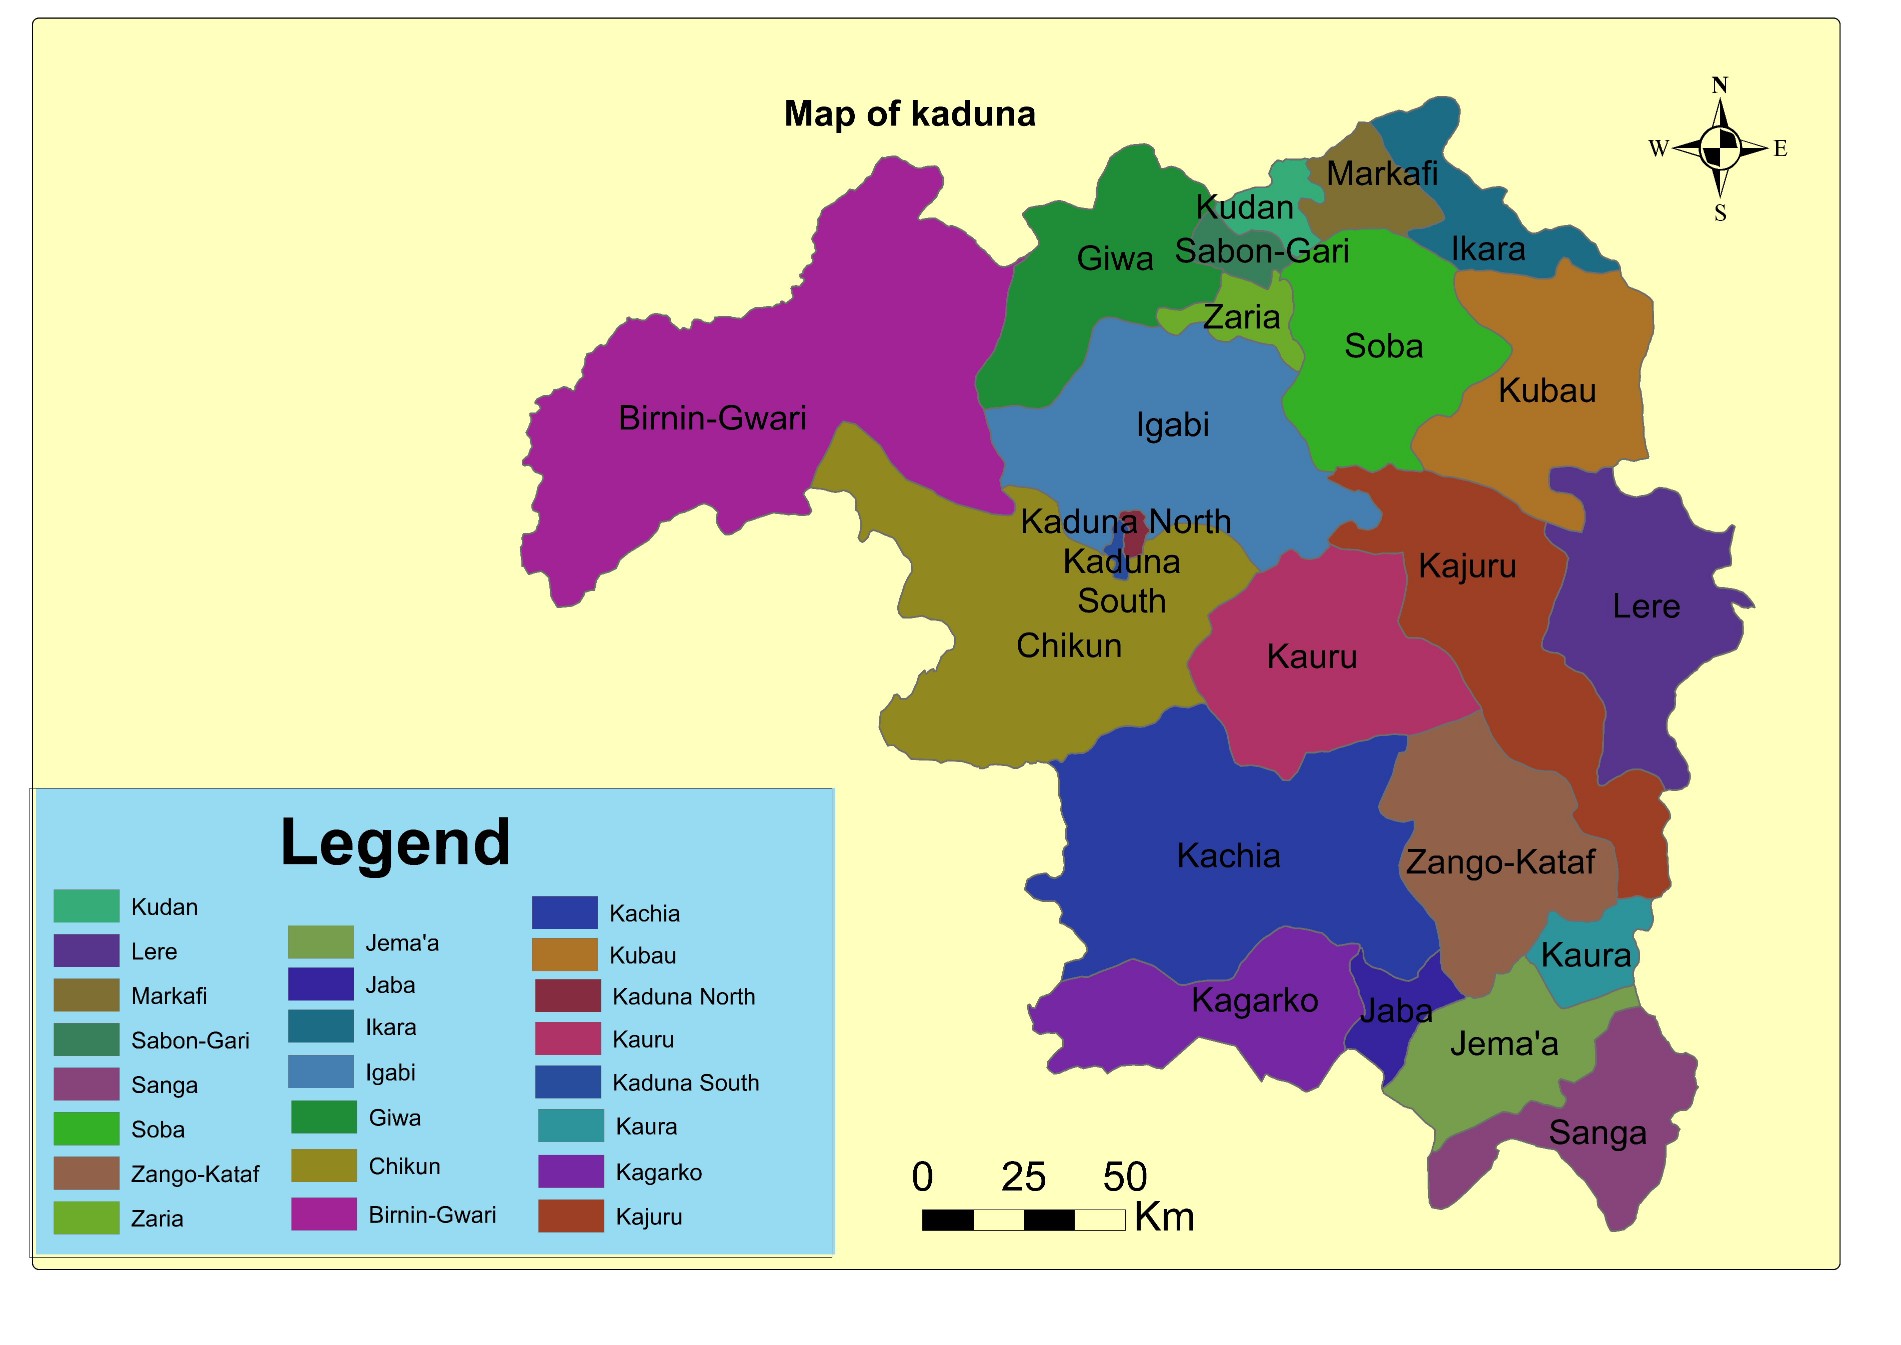 Map of kaduna
N
W
E
S
Markafi
Kudan
Ikara
Sabon-Gari
Giwa
Zaria
Soba
Kubau
Birnin-Gwari
Igabi
Kaduna North
Kaduna
South
Kajuru
Lere
Chikun
Kauru
Kachia
Zango-Kataf
Kaura
Kagarko
Jaba
Jema'a
Sanga
Legend
Kudan
Lere
Markafi
Sabon-Gari
Sanga
Soba
Zango-Kataf
Zaria
Jema'a
Jaba
Ikara
Igabi
Giwa
Chikun
Birnin-Gwari
Kachia
Kubau
Kaduna North
Kauru
Kaduna South
Kaura
Kagarko
Kajuru
0 25 50
Km